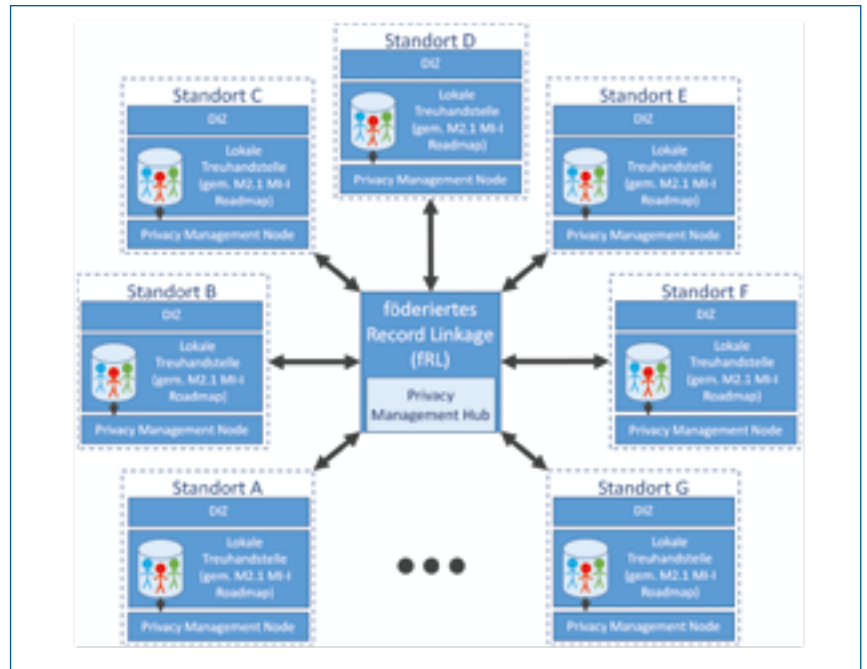 Standort D
DIZ
Lokale
Treuhandstelle
(gem. M2.1 MI-I
Roadmap)
Privacy Management Node
Standort C
DIZ
Lokale
Treuhandstelle
(gem. M2.1 MI-I
Roadmap)
Privacy Management Node
Standort E
DIZ
Lokale
Treuhandstelle
(gem. M2.1 MI-I
Roadmap)
Privacy Management Node
Standort B
DIZ
Lokale
Treuhandstelle
(gem. M2.1 MI-I
Roadmap)
Privacy Management Node
föderiertes
Record Linkage
(fRL)
Privacy
Management Hub
Standort F
DIZ
Lokale
Treuhandstelle
(gem. M2.1 MI-I
Roadmap)
Privacy Management Node
Standort A
DIZ
Lokale
Treuhandstelle
(gem. M2.1 MI-I
Roadmap)
Privacy Management Node
Standort G
DIZ
Lokale
Treuhandstelle
(gem. M2.1 MI-I
Roadmap)
Privacy Management Node